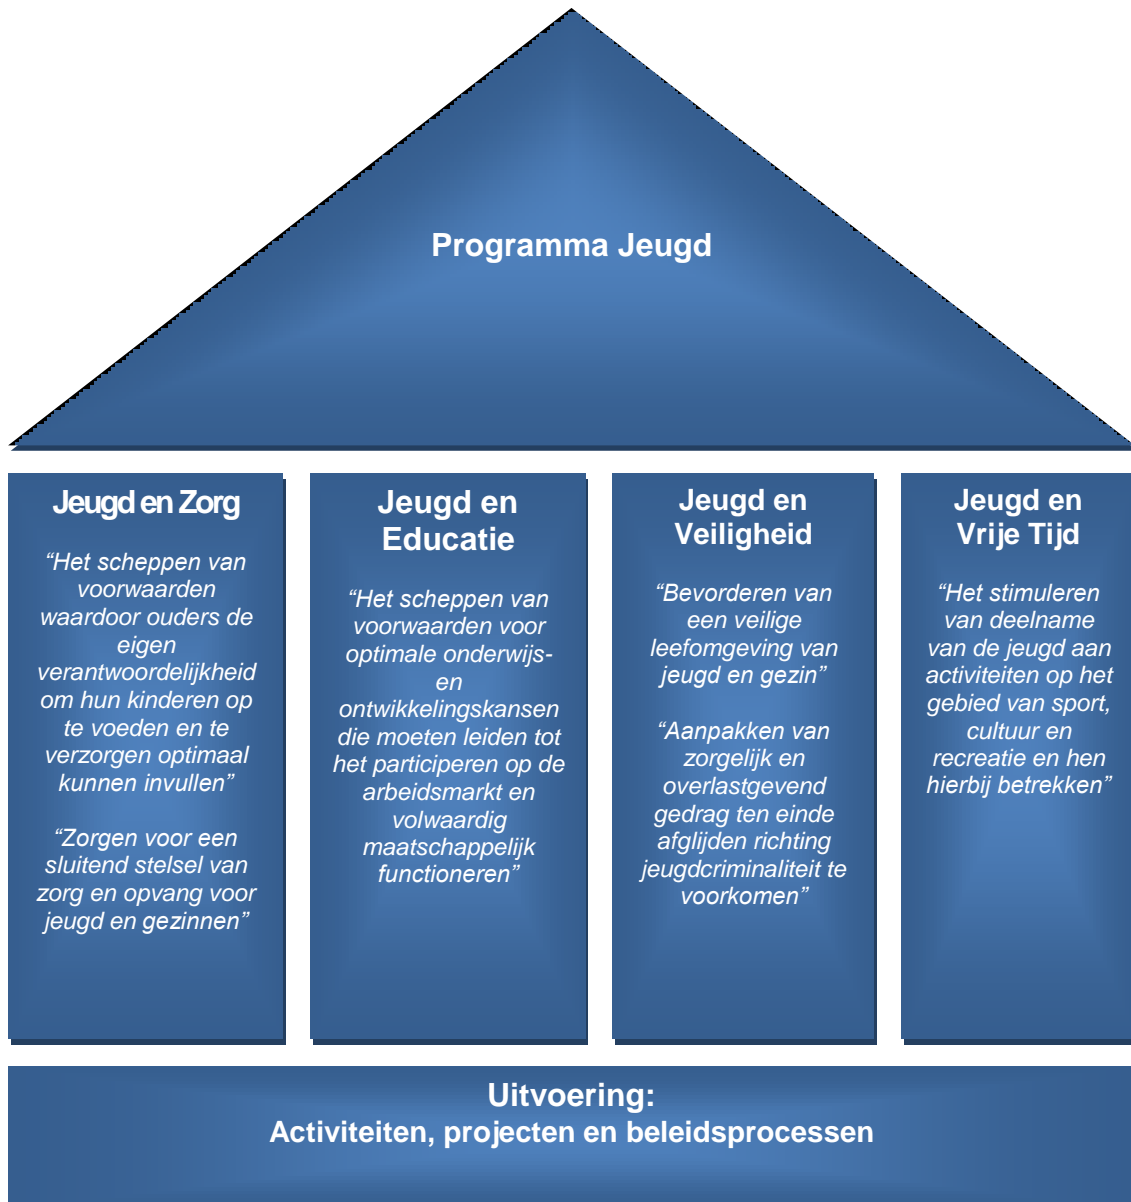 Programma Jeugd
Jeugd en Zorg
“Het scheppen van
voorwaarden
waardoor ouders de
eigen
verantwoordelijkheid
om hun kinderen op
te voeden en te
verzorgen optimaal
kunnen invullen”
“Zorgen voor een
sluitend stelsel van
zorg en opvang voor
jeugd en gezinnen”
Jeugd en
Educatie
“Het scheppen van
voorwaarden voor
optimale onderwijs-
en
ontwikkelingskansen
die moeten leiden tot
het participeren op de
arbeidsmarkt en
volwaardig
maatschappelijk
functioneren”
Jeugd en
Veiligheid
“Bevorderen van
een veilige
leefomgeving van
jeugd en gezin”
“Aanpakken van
zorgelijk en
overlastgevend
gedrag ten einde
afglijden richting
jeugdcriminaliteit te
voorkomen”
Jeugd en
Vrije Tijd
“Het stimuleren
van deelname
van de jeugd aan
activiteiten op het
gebied van sport,
cultuur en
recreatie en hen
hierbij betrekken”
Uitvoering:
Activiteiten, projecten en beleidsprocessen